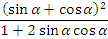 (sin α + cos α)²
1 + 2 sin α cos α